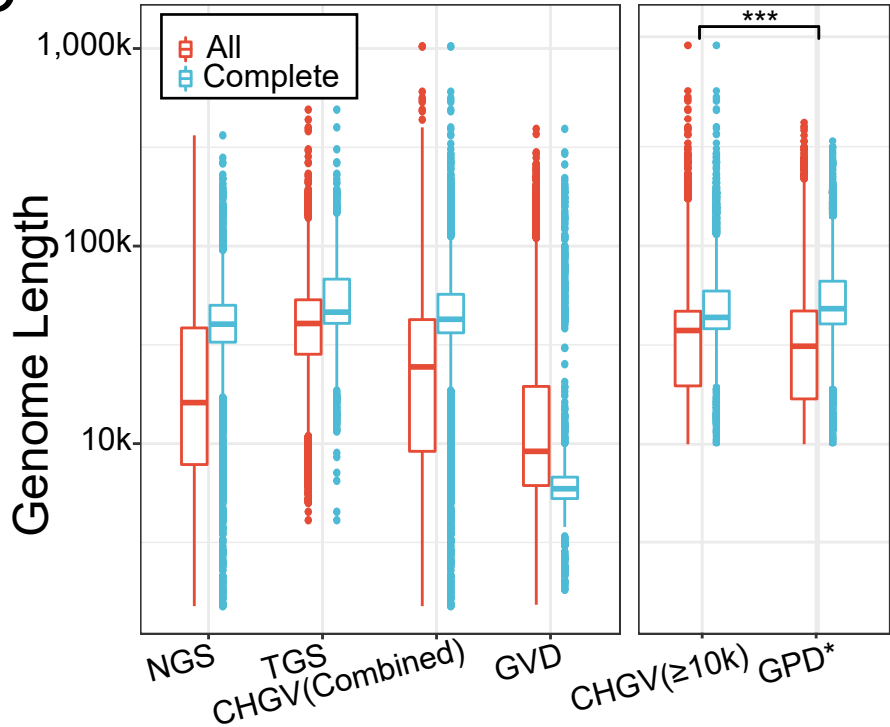 ***
1,000k
All
Complete
100k
10k
Genome Length
NGS
TGS
CHGV(Combined)
GVD
CHGV(≥10k)
GPD*